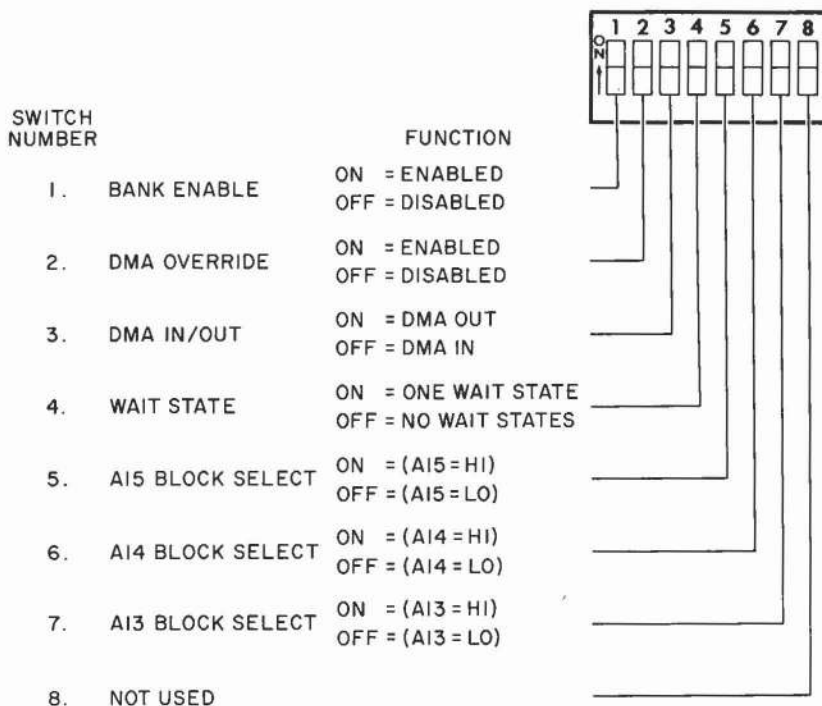 1 2 3 4 5 6 7 8
ON
SWITCH
NUMBER
FUNCTION
1. BANK ENABLE
ON = ENABLED
OFF = DISABLED
2. DMA OVERRIDE
ON = ENABLED
OFF = DISABLED
3. DMA IN/OUT
ON = DMA OUT
OFF = DMA IN
4. WAIT STATE
ON = ONE WAIT STATE
OFF = NO WAIT STATES
5. A15 BLOCK SELECT
ON = (A15 = HI)
OFF = (A15 = LO)
6. A14 BLOCK SELECT
ON = (A14 = HI)
OFF = (A14 = LO)
7. A13 BLOCK SELECT
ON = (A13 = HI)
OFF = (A13 = LO)
8. NOT USED